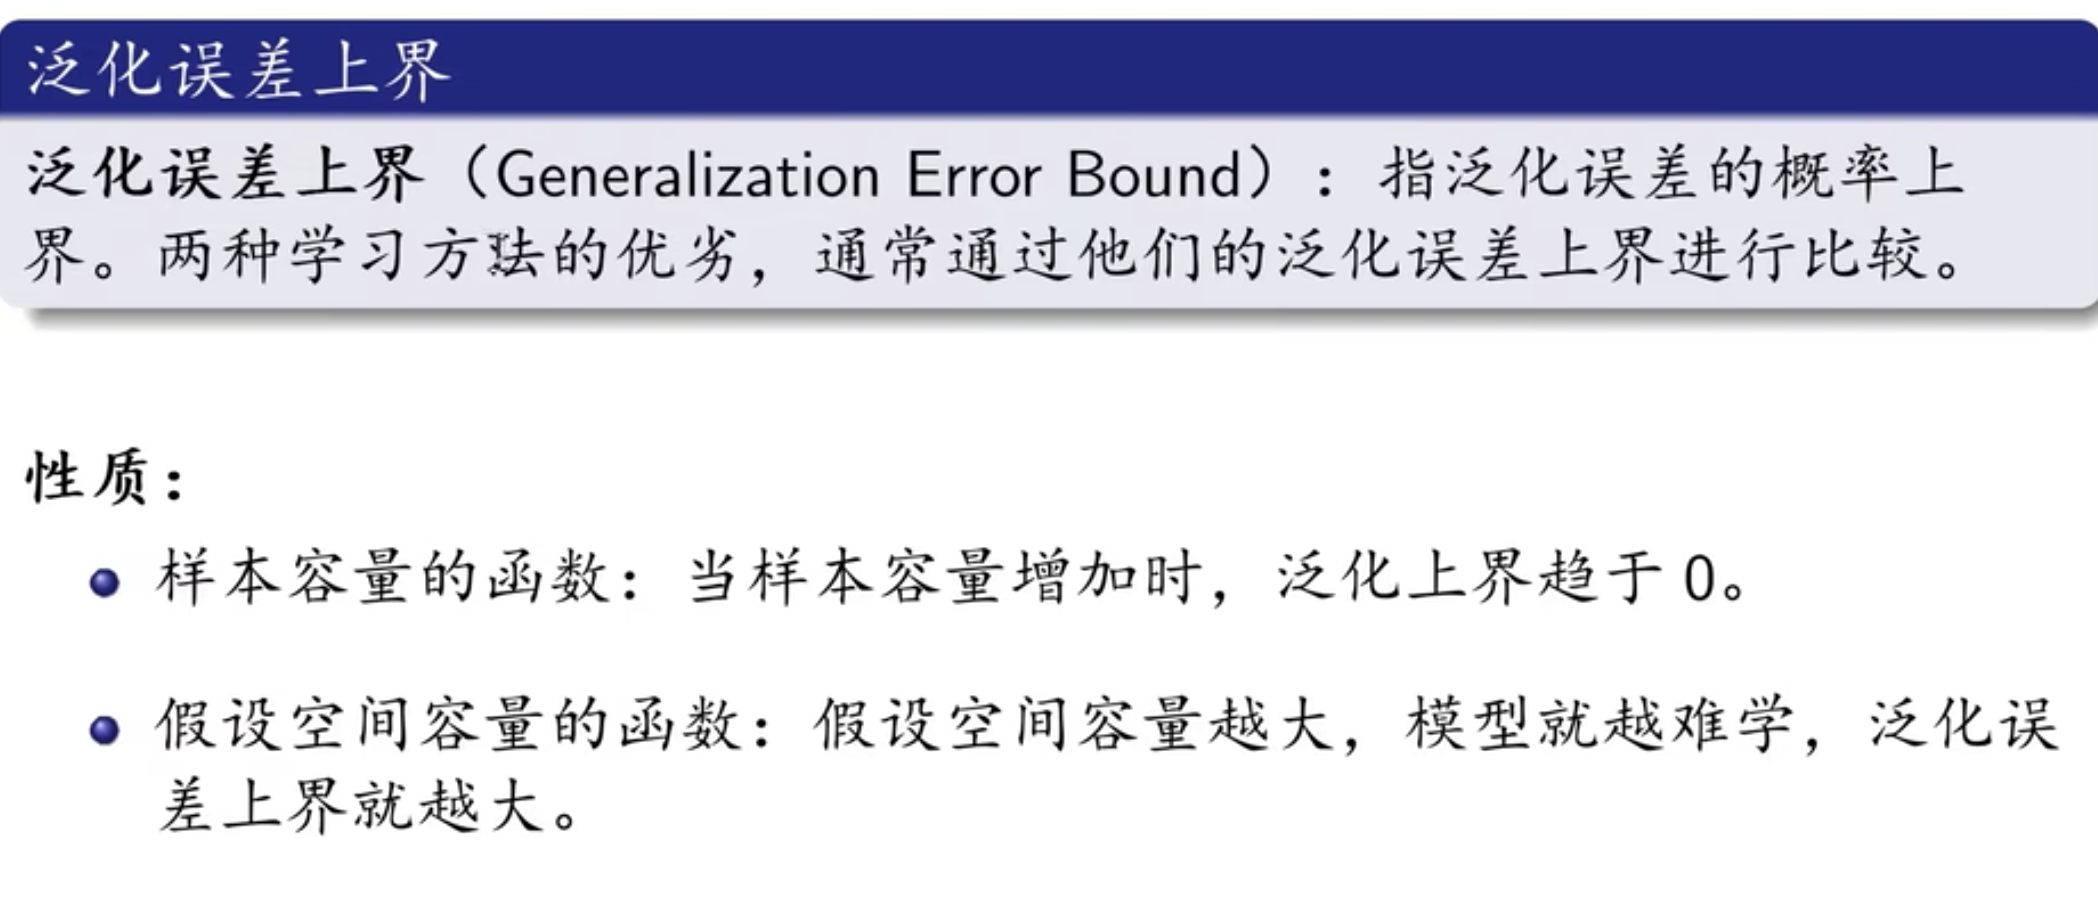 泛化误差上界
泛化误差上界（Generalization Error Bound）：指泛化误差的概率上
界。两种学习方法的优劣，通常通过他们的泛化误差上界进行比较。
性质：
样本容量的函数：当样本容量增加时，泛化上界趋于 0。
假设空间容量的函数：假设空间容量越大，模型就越难学，泛化误
差上界就越大。